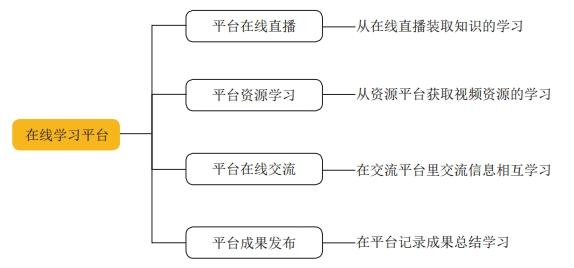 平台在线直播
从在线直播装取知识的学习
平台资源学习
从资源平台获取视频资源的学习
在线学习平台
平台在线交流
在交流平台里交流信息相互学习
平台成果发布
在平台记录成果总结学习